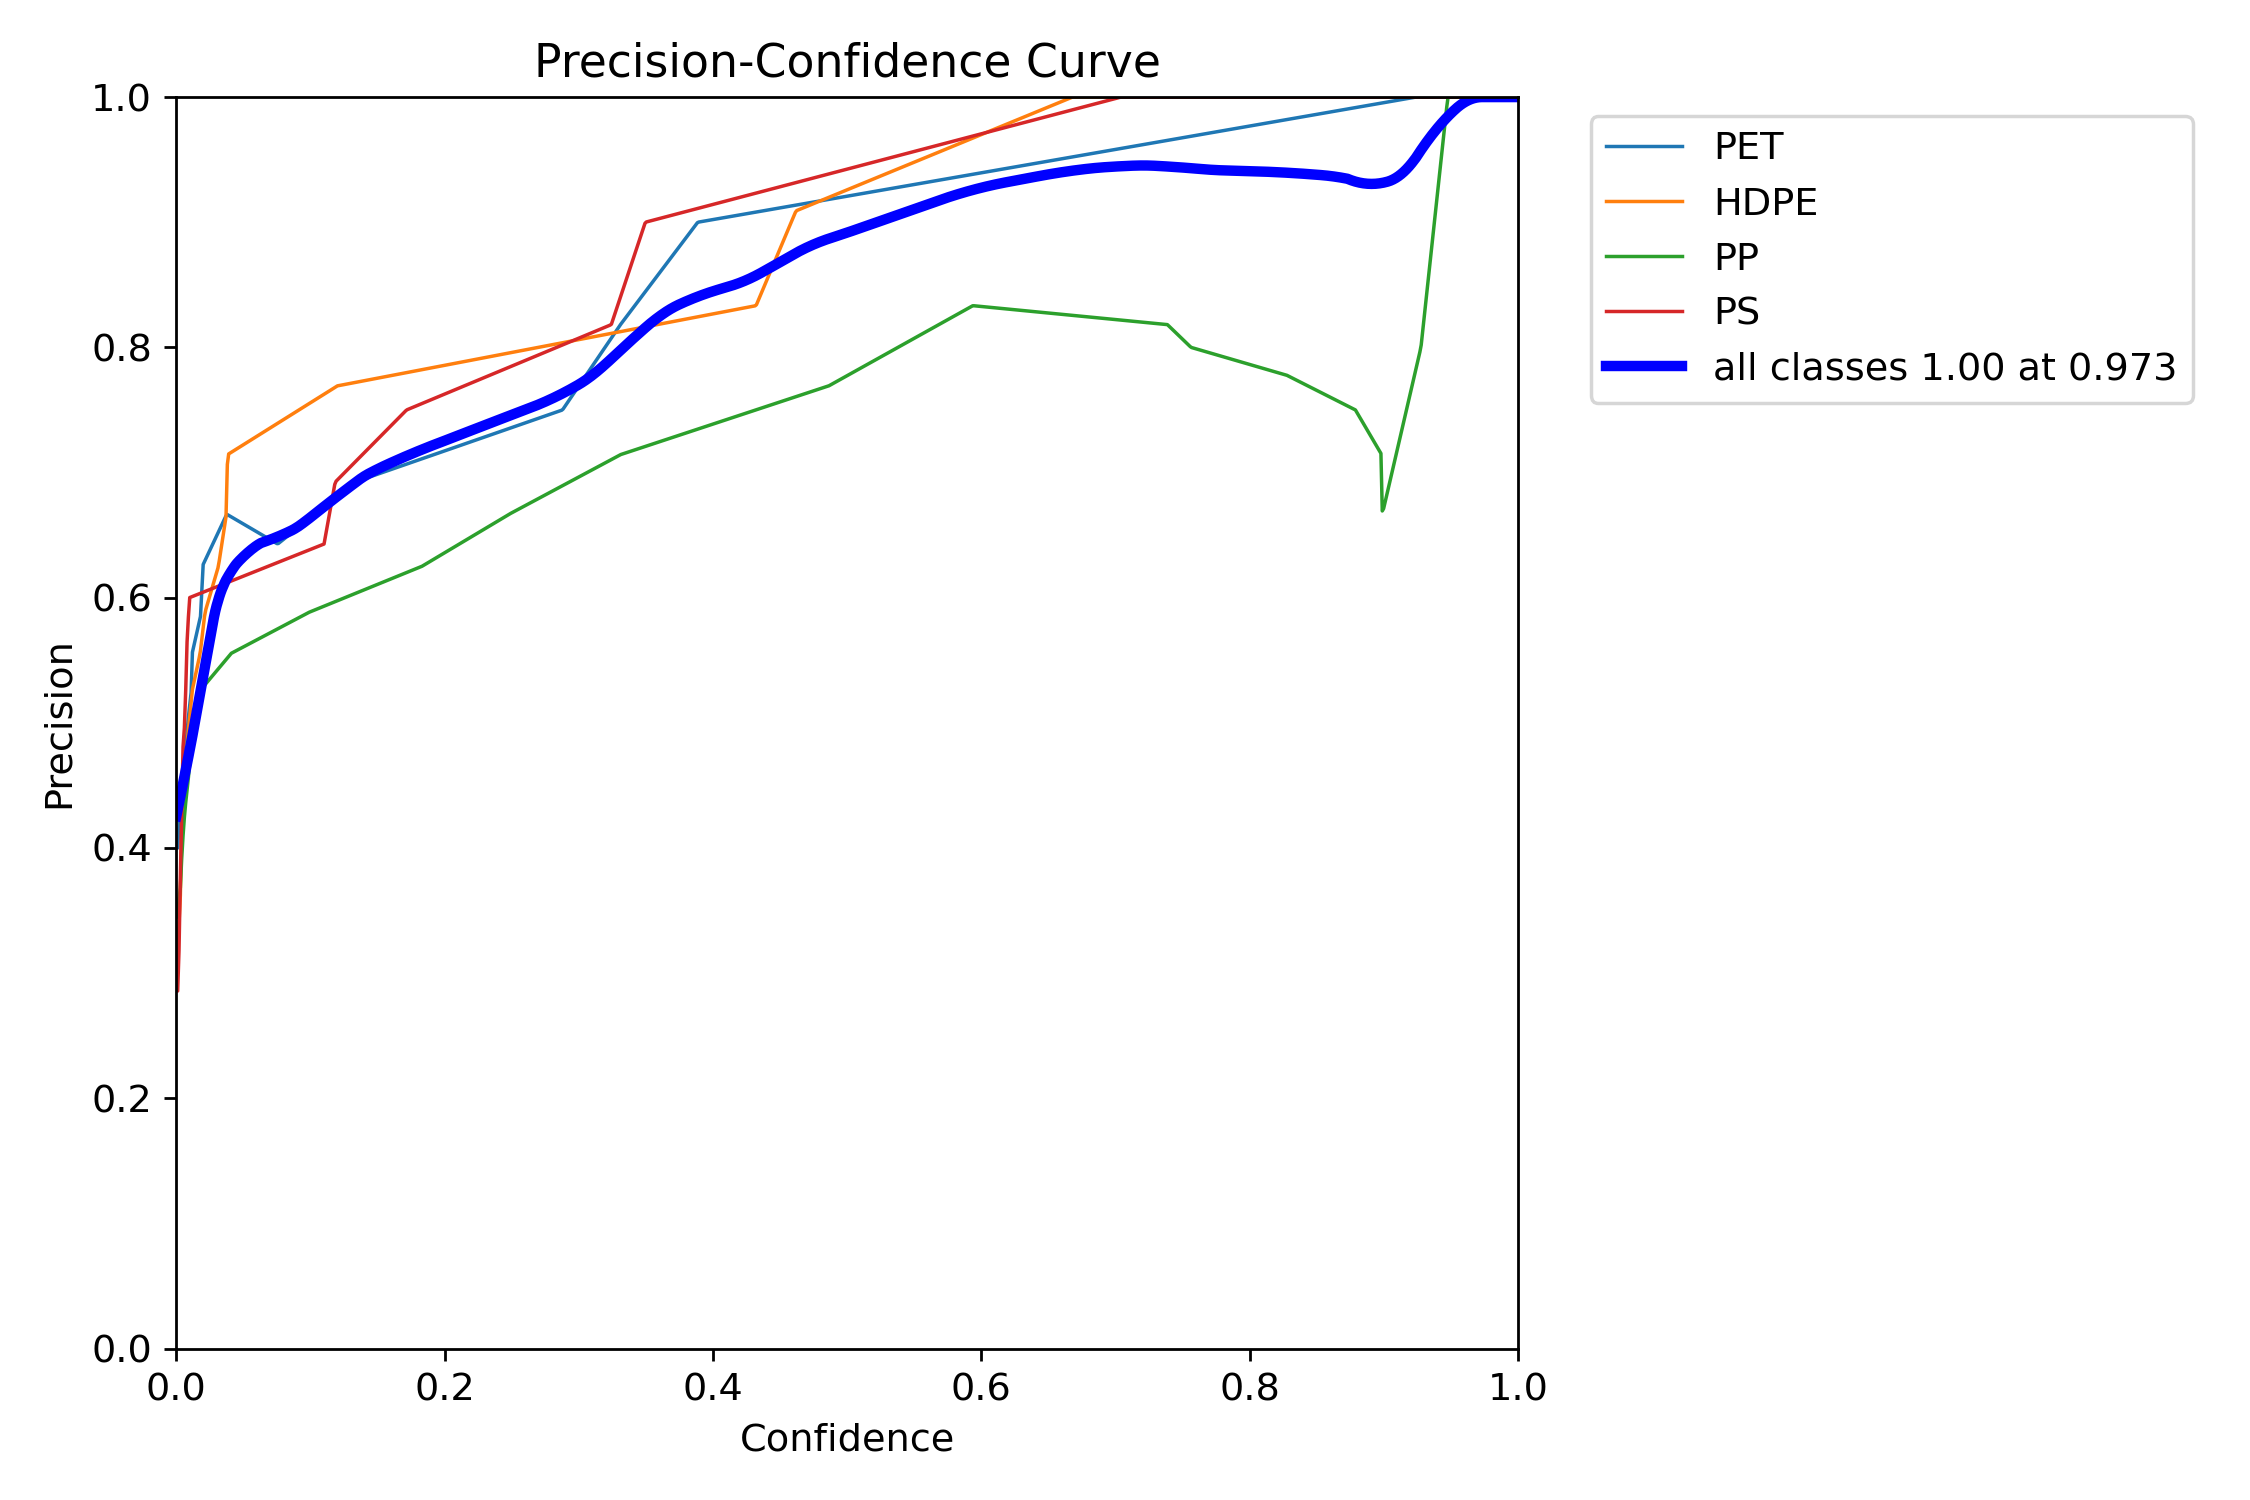 Precision-Confidence Curve
1.0
0.8
0.6
0.4
0.2
0.0
Precision
0.0 0.2 0.4 0.6 0.8 1.0
Confidence
PET
HDPE
PP
PS
all classes 1.00 at 0.973